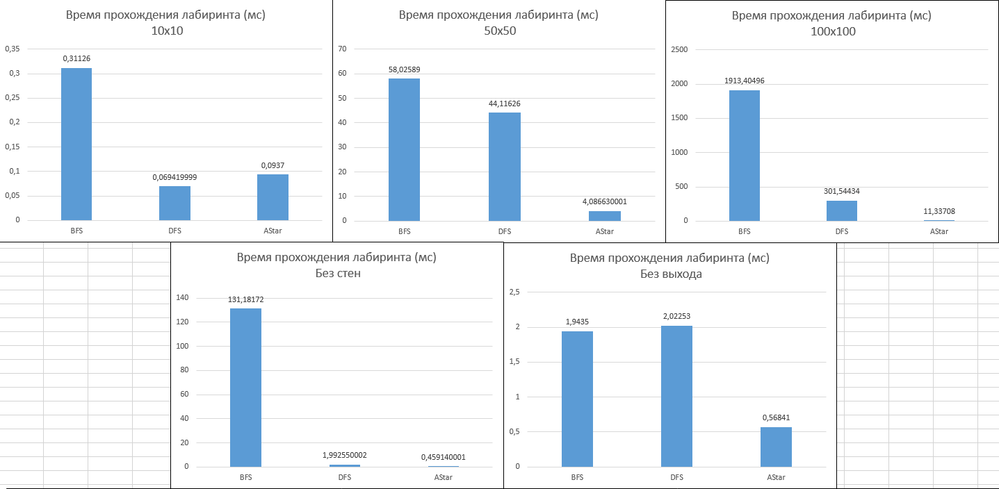 Время прохождения лабиринта (мс)
10x10
0,35
0,3
0,25
0,2
0,15
0,1
0,05
0
0,31126
0,069419999
0,0937
BFS
DFS
AStar
Время прохождения лабиринта (мс)
50x50
70
60
50
40
30
20
10
0
58,02589
44,11626
4,086630001
BFS
DFS
AStar
Время прохождения лабиринта (мс)
100x100
2500
2000
1500
1000
500
0
1913,40496
301,54434
11,33708
BFS
DFS
AStar
Время прохождения лабиринта (мс)
Без стен
140
120
100
80
60
40
20
0
131,18172
1,992550002
0,459140001
BFS
DFS
AStar
Время прохождения лабиринта (мс)
Без выхода
2,5
2
1,5
1
0,5
0
1,9435
2,02253
0,56841
BFS
DFS
AStar